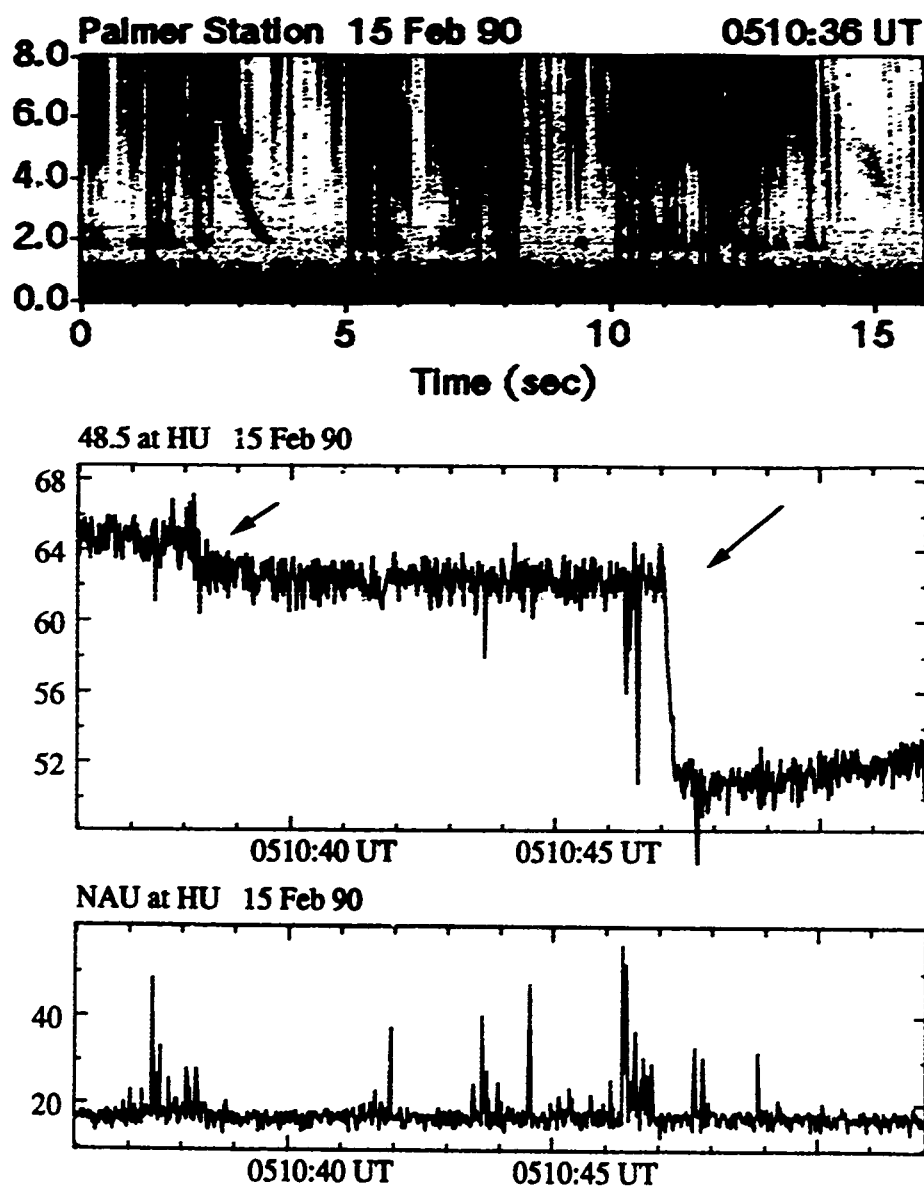 Palmer Station 15 Feb 90 0510:36 UT
8.0
6.0
4.0
2.0
0.0
0 5 10 15
Time (sec)
48.5 at HU 15 Feb 90
68
64
60
56
52
0510:40 UT 0510:45 UT
NAU at HU 15 Feb 90
40
20
0510:40 UT 0510:45 UT